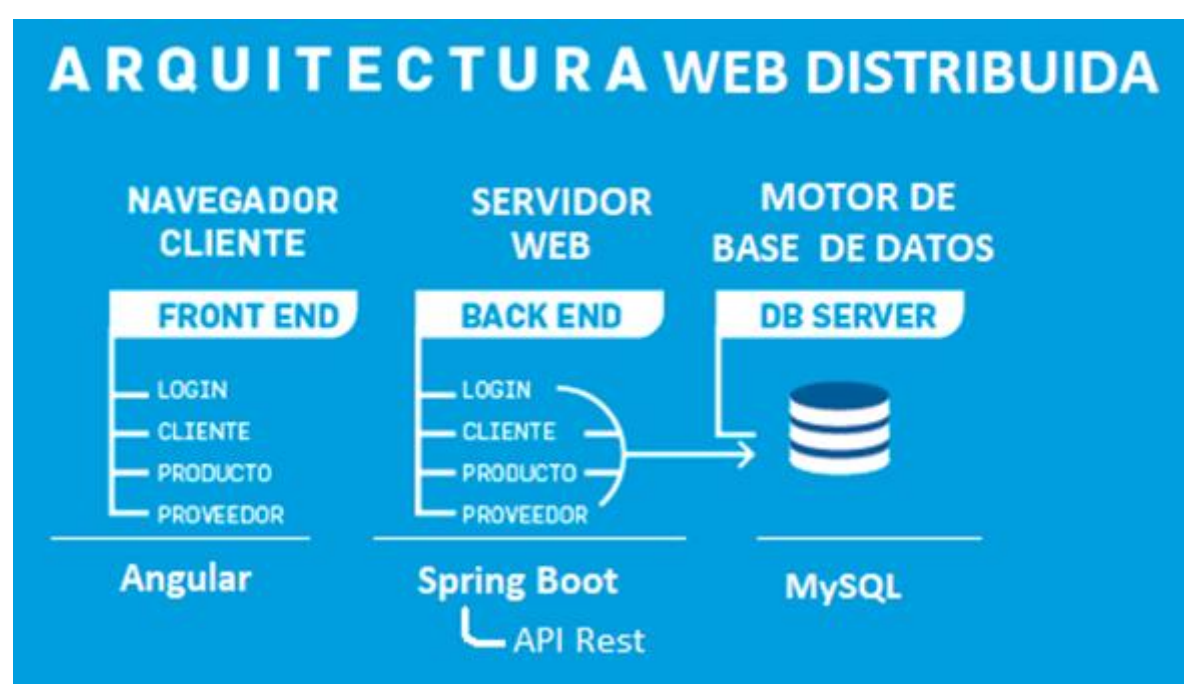 ARQUITECTURA WEB DISTRIBUIDA
NAVEGADOR
CLIENTE
FRONT END
LOGIN
CLIENTE
PRODUCTO
PROVEEDOR
Angular
SERVIDOR
WEB
BACK END
LOGIN
CLIENTE
PRODUCTO
PROVEEDOR
Spring Boot
API Rest
MOTOR DE
BASE DE DATOS
DB SERVER
MySQL